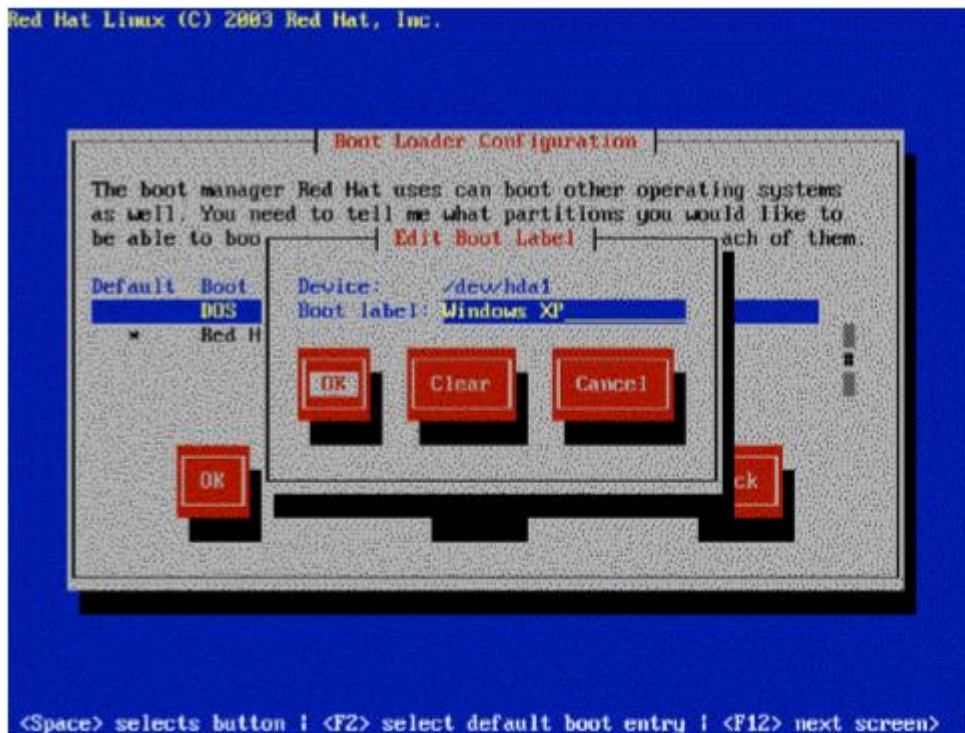 Red Hat Linux (C) 2003 Red Hat, Inc.
Boot Loader Configuration
The boot manager Red Hat uses can boot other operating systems
as well. You need to tell me what partitions you would like to
be able to boo
ach of them.
Edit Boot Label
Default Boot
Device: /dev/hda1
DOS
Boot label: Windows XP
* Red H
OK Clear Cancel
OK
ck
<Space> selects button | <F2> select default boot entry | <F12> next screen>